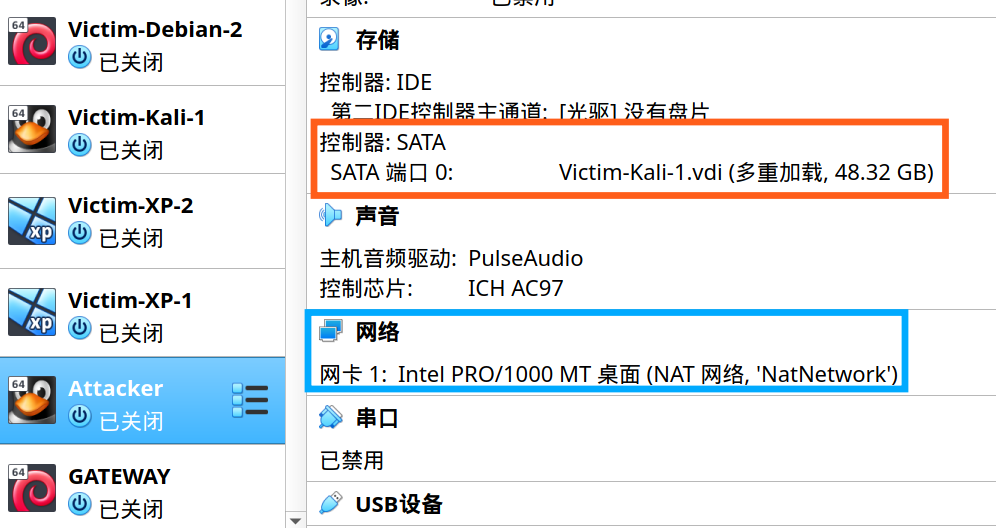 64
Victim-Debian-2
已关闭
64
Victim-Kali-1
已关闭
xp
Victim-XP-2
已关闭
xp
Victim-XP-1
已关闭
64
Attacker
已关闭
64
GATEWAY
已关闭
录像: 已禁用
存储
控制器: IDE
第二IDE控制器主通道: [光驱] 没有盘片
控制器: SATA
SATA 端口 0: Victim-Kali-1.vdi (多重加载, 48.32 GB)
声音
主机音频驱动: PulseAudio
控制芯片: ICH AC97
网络
网卡 1: Intel PRO/1000 MT 桌面 (NAT 网络, 'NatNetwork')
串口
已禁用
USB设备